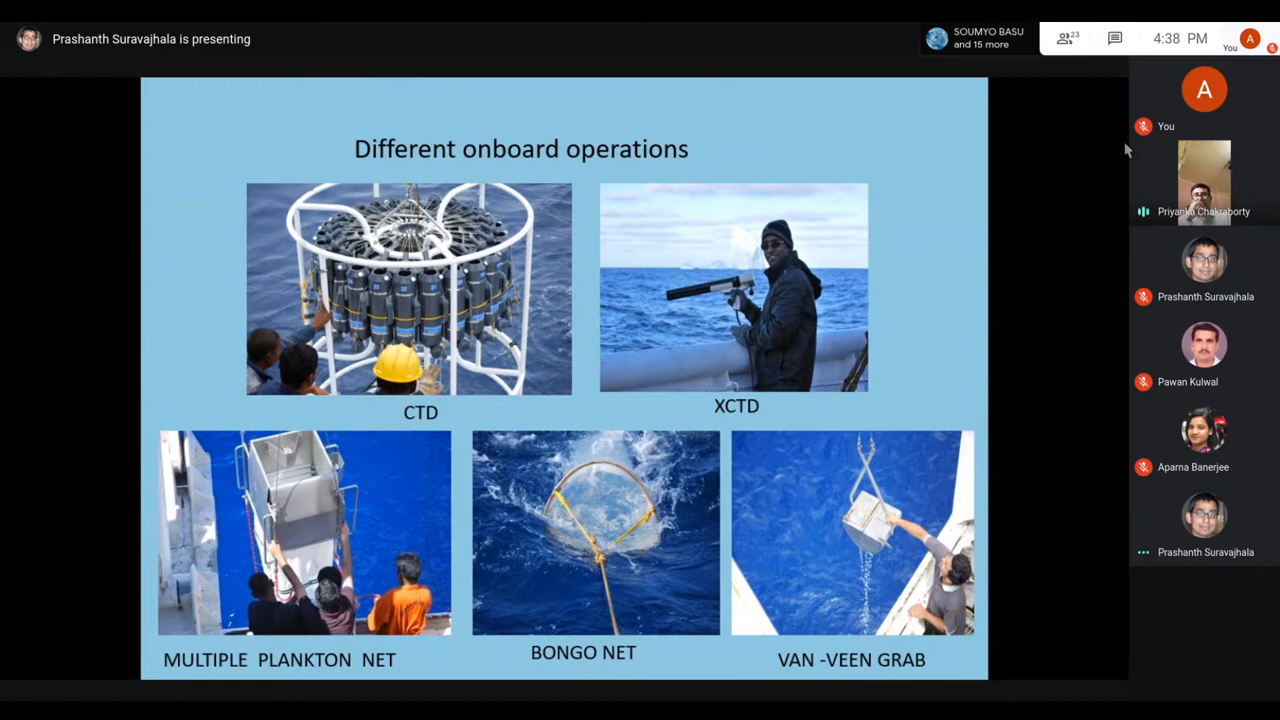 Prashanth Suravajhala is presenting
SOUMYO BASU
and 15 more
23
4:38 PM
You
A
Different onboard operations
CTD
XCTD
MULTIPLE PLANKTON NET
BONGO NET
VAN -VEEN GRAB
A
You
Priyanka Chakraborty
Prashanth Suravajhala
Pawan Kulwal
Aparna Banerjee
Prashanth Suravajhala